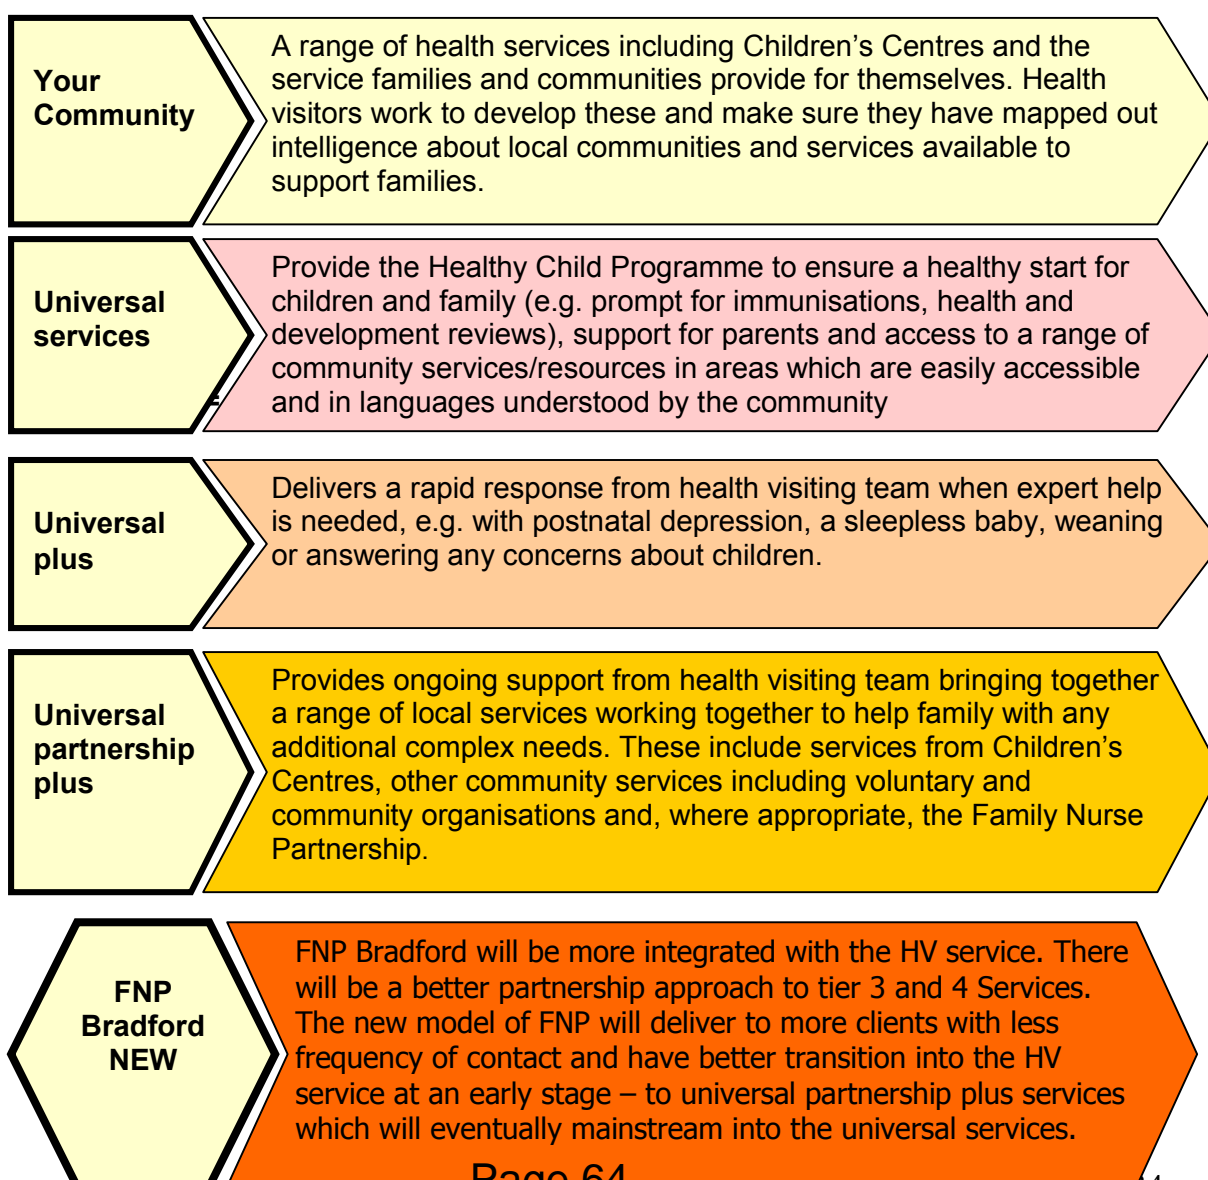 Your
Community
A range of health services including Children’s Centres and the
service families and communities provide for themselves. Health
visitors work to develop these and make sure they have mapped out
intelligence about local communities and services available to
support families.
Universal
services
Provide the Healthy Child Programme to ensure a healthy start for
children and family (e.g. prompt for immunisations, health and
development reviews), support for parents and access to a range of
community services/resources in areas which are easily accessible
and in languages understood by the community
Universal
plus
Delivers a rapid response from health visiting team when expert help
is needed, e.g. with postnatal depression, a sleepless baby, weaning
or answering any concerns about children.
Universal
partnership
plus
Provides ongoing support from health visiting team bringing together
a range of local services working together to help family with any
additional complex needs. These include services from Children’s
Centres, other community services including voluntary and
community organisations and, where appropriate, the Family Nurse
Partnership.
FNP
Bradford
NEW
FNP Bradford will be more integrated with the HV service. There
will be a better partnership approach to tier 3 and 4 Services.
The new model of FNP will deliver to more clients with less
frequency of contact and have better transition into the HV
service at an early stage – to universal partnership plus services
which will eventually mainstream into the universal services.
Page 64